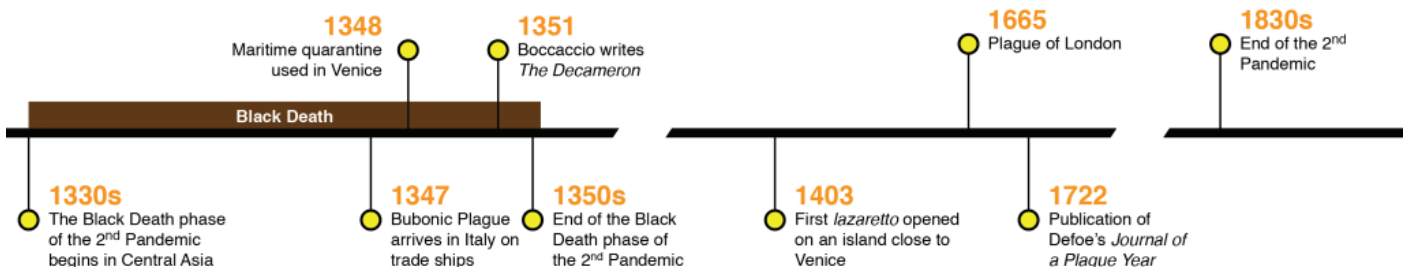 1348
Maritime quarantine
used in Venice
1351
Boccaccio writes
The Decameron
1665
Plague of London
1830s
End of the 2nd
Pandemic
Black Death
1330s
The Black Death phase
of the 2nd Pandemic
begins in Central Asia
1347
Bubonic Plague
arrives in Italy on
trade ships
1350s
End of the Black
Death phase of
the 2nd Pandemic
1403
First lazaretto opened
on an island close to
Venice
1722
Publication of
Defoe's Journal of
a Plague Year